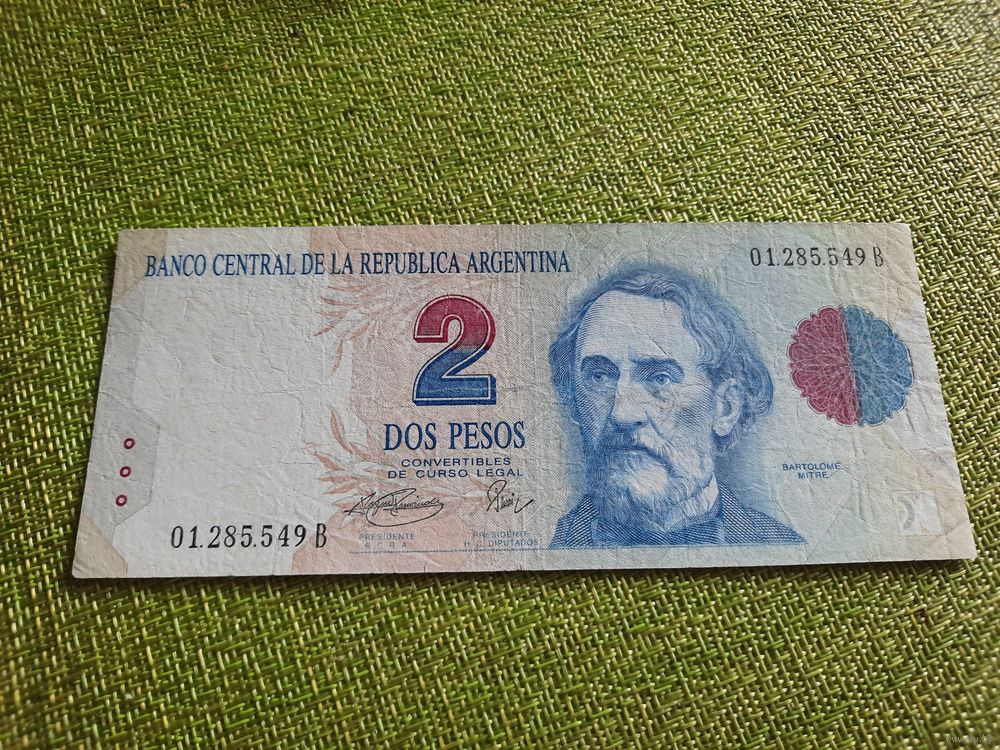 BANCO CENTRAL DE LA REPUBLICA ARGENTINA
01.285.549 B
2
DOS PESOS
CONVERTIBLES
DE CURSO LEGAL
BARTOLOME
MITRE
01.285.549 B
PRESIDENTE
B.C.R.A.
PRESIDENTE
H.C. DIPUTADOS